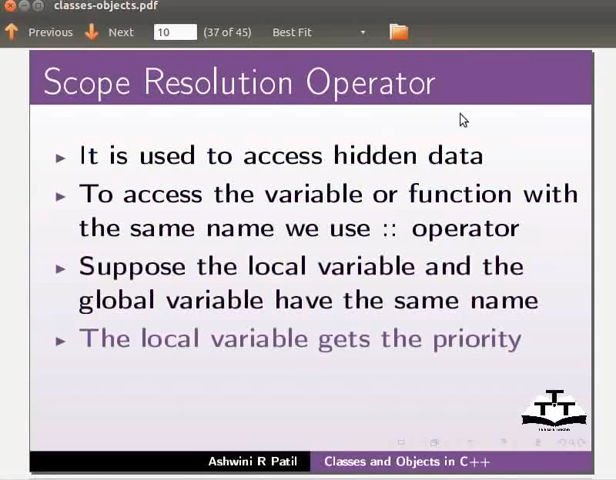 classes-objects.pdf
Previous Next 10 (37 of 45) Best Fit
Scope Resolution Operator
It is used to access hidden data
To access the variable or function with
the same name we use :: operator
Suppose the local variable and the
global variable have the same name
The local variable gets the priority
Ashwini R Patil Classes and Objects in C++